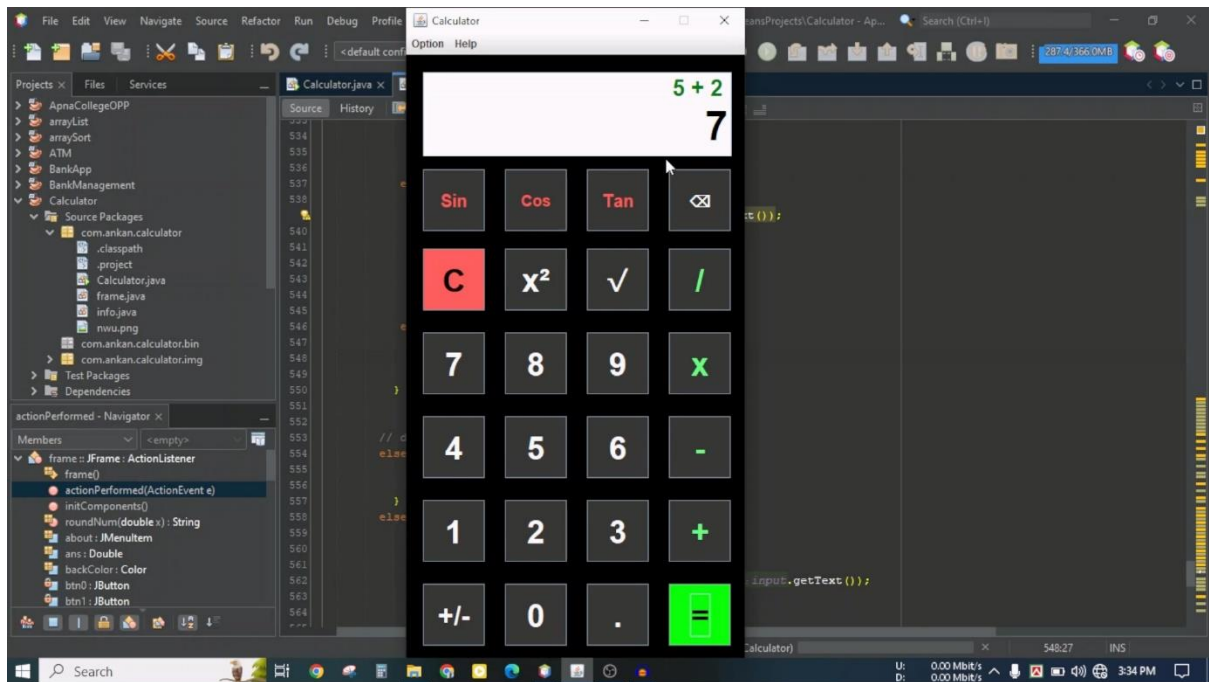 File Edit View Navigate Source Refactor Run Debug Profile
Calculator
eansProjects\Calculator - Ap...
Search (Ctrl+I)
Option Help
<default conf
287.4/366.0MB
Projects Files Services
Calculator.java
Source History
ApnaCollegeOPP
arrayList
arraySort
ATM
BankApp
BankManagement
Calculator
Source Packages
com.ankan.calculator
.classpath
.project
Calculator.java
frame.java
info.java
nwu.png
com.ankan.calculator.bin
com.ankan.calculator.img
Test Packages
Dependencies
actionPerformed - Navigator
Members <empty>
frame :: JFrame : ActionListener
frame()
actionPerformed(ActionEvent e)
initComponents()
roundNum(double x) : String
about : JMenuItem
ans : Double
backColor : Color
btn0 : JButton
btn1 : JButton
534
535
536
537 e
538
t());
540
541
542
543
544
545
546 e
547
548
549
550 }
551
552
553 // d
554 else
555
556
557 }
558 else
559
560
561
562 input.getText());
563
564
5 + 2
7
Sin Cos Tan ⌫
C x² √ /
7 8 9 x
4 5 6 -
1 2 3 +
+/- 0 . =
Calculator)
548:27 INS
Search
U: 0.00 Mbit/s
D: 0.00 Mbit/s
3:34 PM